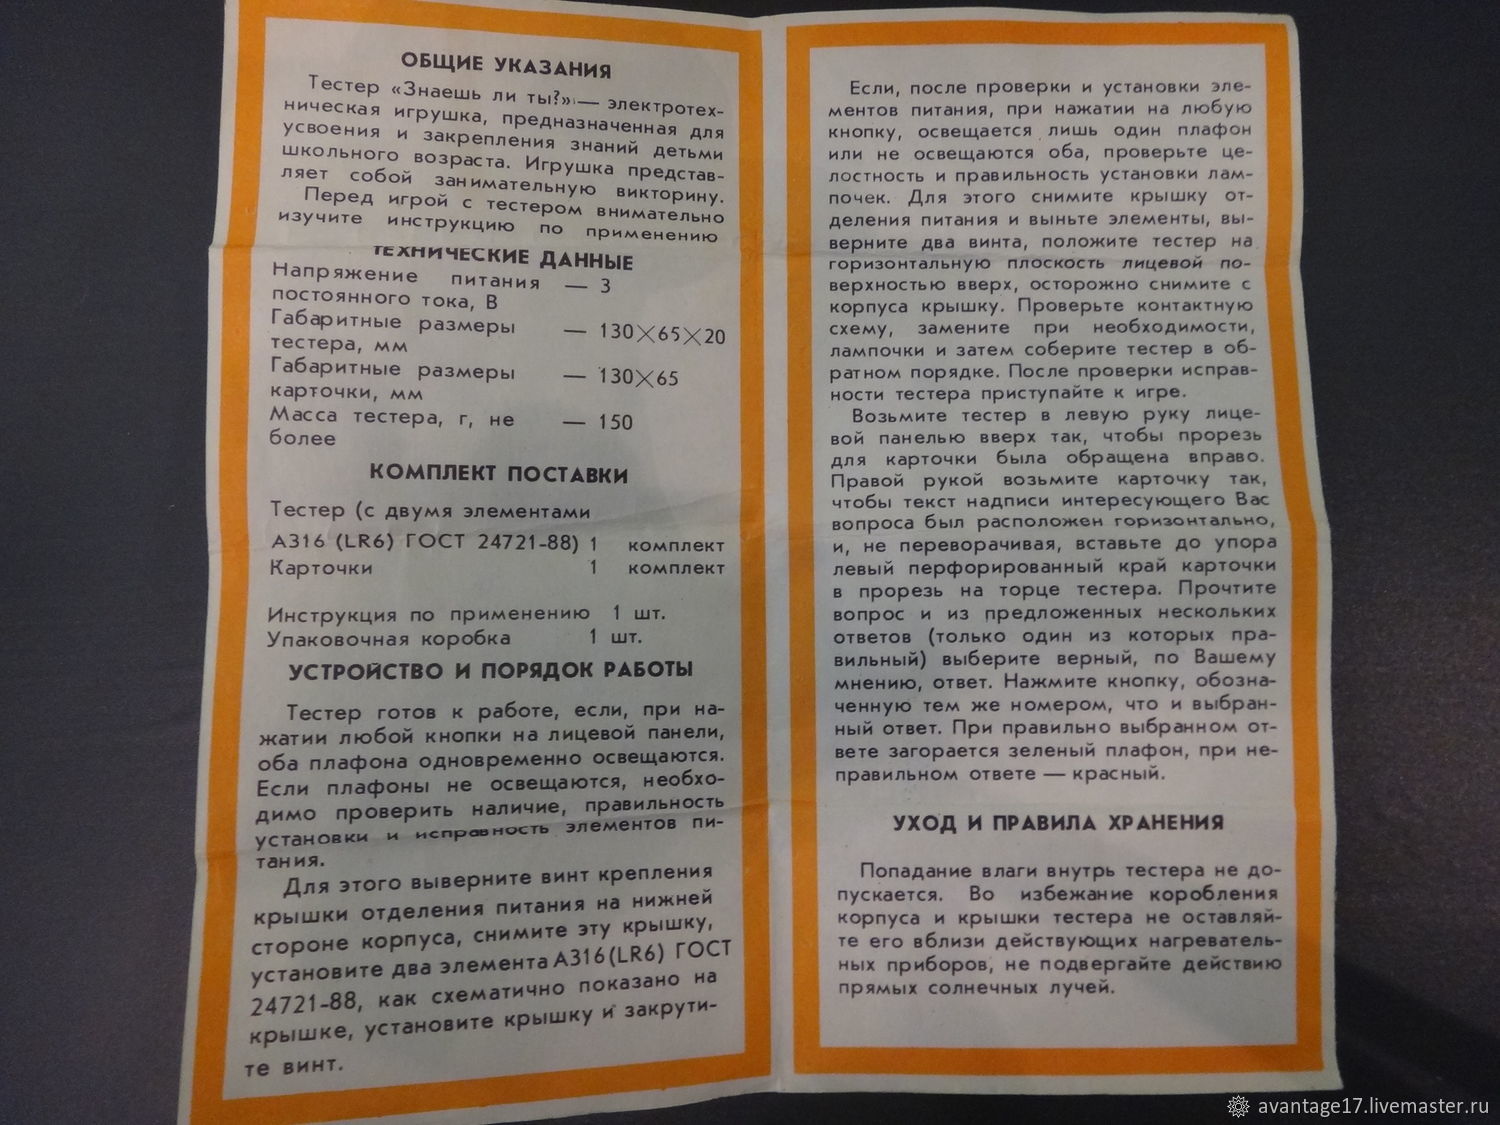 ОБЩИЕ УКАЗАНИЯ
Тестер «Знаешь ли ты?» — электротех-
ническая игрушка, предназначенная для
усвоения и закрепления знаний детьми
школьного возраста. Игрушка представ-
ляет собой занимательную викторину.
Перед игрой с тестером внимательно
изучите инструкцию по применению
ТЕХНИЧЕСКИЕ ДАННЫЕ
Напряжение питания — 3
постоянного тока, В
Габаритные размеры — 130×65×20
тестера, мм
Габаритные размеры — 130×65
карточки, мм
Масса тестера, г, не — 150
более
КОМПЛЕКТ ПОСТАВКИ
Тестер (с двумя элементами
А316 (LR6) ГОСТ 24721-88) 1 комплект
Карточки 1 комплект
Инструкция по применению 1 шт.
Упаковочная коробка 1 шт.
УСТРОЙСТВО И ПОРЯДОК РАБОТЫ
Тестер готов к работе, если, при на-
жатии любой кнопки на лицевой панели,
оба плафона одновременно освещаются.
Если плафоны не освещаются, необхо-
димо проверить наличие, правильность
установки и исправность элементов пи-
тания.
Для этого выверните винт крепления
крышки отделения питания на нижней
стороне корпуса, снимите эту крышку,
установите два элемента А316(LR6) ГОСТ
24721-88, как схематично показано на
крышке, установите крышку и закрути-
те винт.
Если, после проверки и установки эле-
ментов питания, при нажатии на любую
кнопку, освещается лишь один плафон
или не освещаются оба, проверьте це-
лостность и правильность установки лам-
почек. Для этого снимите крышку от-
деления питания и выньте элементы, вы-
верните два винта, положите тестер на
горизонтальную плоскость лицевой по-
верхностью вверх, осторожно снимите с
корпуса крышку. Проверьте контактную
схему, замените при необходимости,
лампочки и затем соберите тестер в об-
ратном порядке. После проверки исправ-
ности тестера приступайте к игре.
Возьмите тестер в левую руку лице-
вой панелью вверх так, чтобы прорезь
для карточки была обращена вправо.
Правой рукой возьмите карточку так,
чтобы текст надписи интересующего Вас
вопроса был расположен горизонтально,
и, не переворачивая, вставьте до упора
левый перфорированный край карточки
в прорезь на торце тестера. Прочтите
вопрос и из предложенных нескольких
ответов (только один из которых пра-
вильный) выберите верный, по Вашему
мнению, ответ. Нажмите кнопку, обозна-
ченную тем же номером, что и выбран-
ный ответ. При правильно выбранном от-
вете загорается зеленый плафон, при не-
правильном ответе — красный.
УХОД И ПРАВИЛА ХРАНЕНИЯ
Попадание влаги внутрь тестера не до-
пускается. Во избежание коробления
корпуса и крышки тестера не оставляй-
те его вблизи действующих нагреватель-
ных приборов, не подвергайте действию
прямых солнечных лучей.
avantage17.livemaster.ru